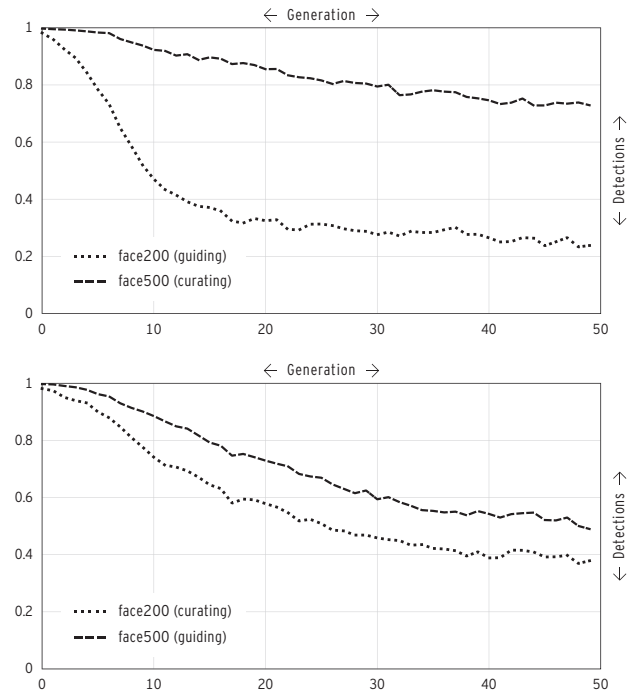 ← Generation →
1
0.8
0.6
0.4
0.2
0
← Detections →
face200 (guiding)
face500 (curating)
0 10 20 30 40 50
← Generation →
1
0.8
0.6
0.4
0.2
0
← Detections →
face200 (curating)
face500 (guiding)
0 10 20 30 40 50